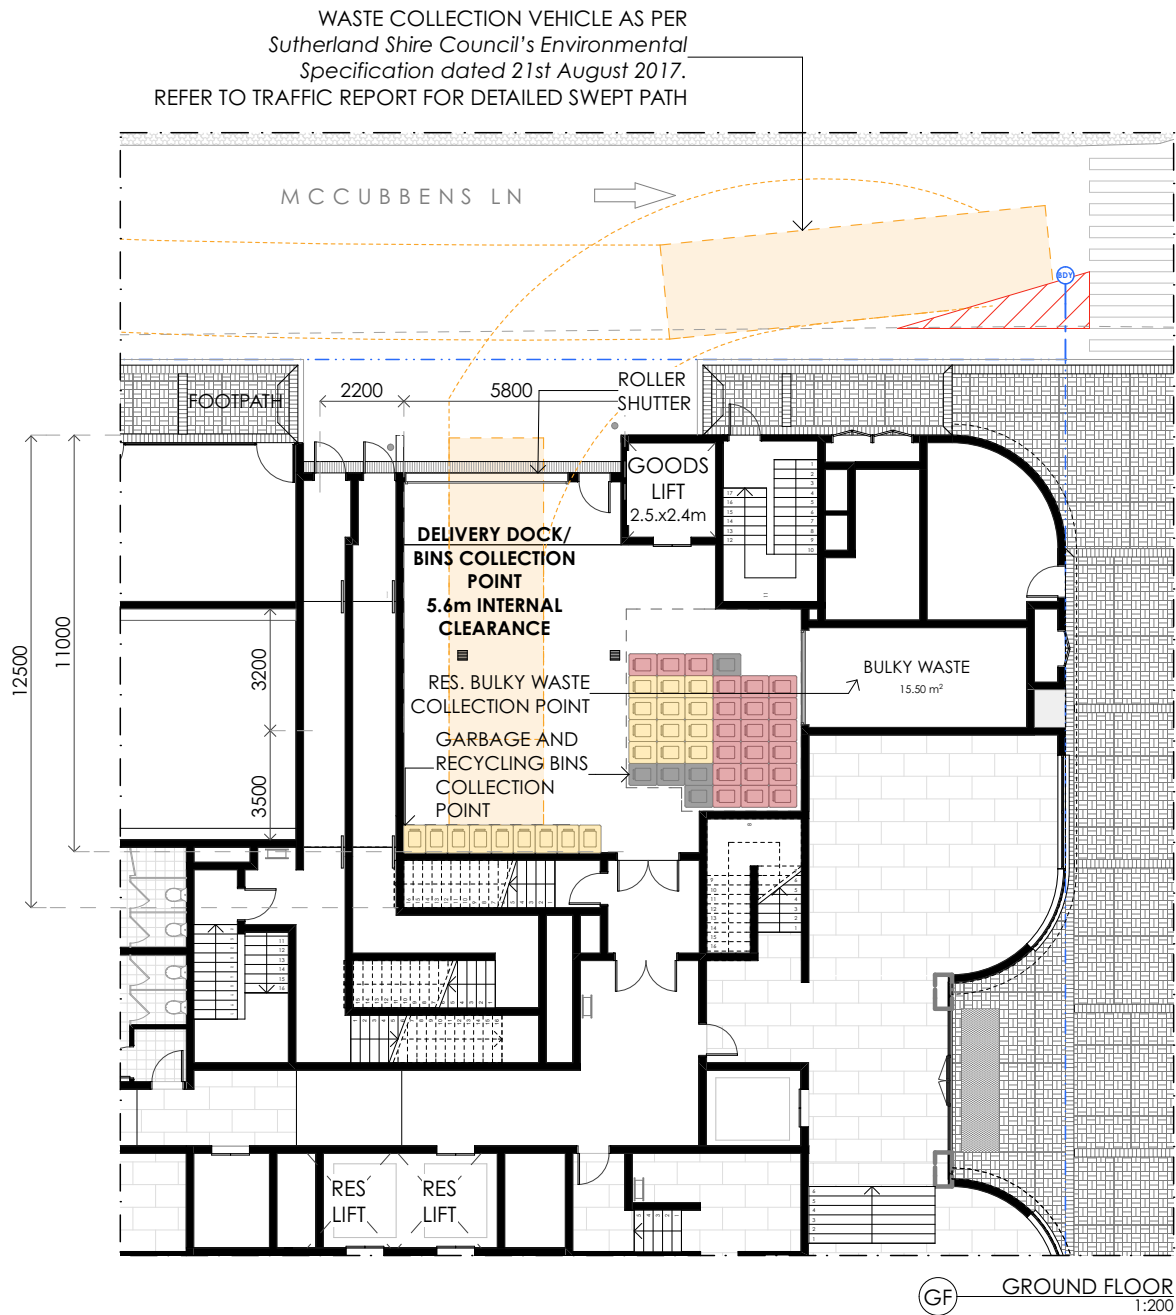 WASTE COLLECTION VEHICLE AS PER
Sutherland Shire Council's Environmental
Specification dated 21st August 2017.
REFER TO TRAFFIC REPORT FOR DETAILED SWEPT PATH
MCCUBBENS LN
BDY
FOOTPATH
2200
5800
ROLLER
SHUTTER
GOODS
LIFT
2.5.x2.4m
DELIVERY DOCK/
BINS COLLECTION
POINT
5.6m INTERNAL
CLEARANCE
12500
11000
3200
3500
RES. BULKY WASTE
COLLECTION POINT
BULKY WASTE
15.50 m²
GARBAGE AND
RECYCLING BINS
COLLECTION
POINT
RES
LIFT
RES
LIFT
GF
GROUND FLOOR
1:200